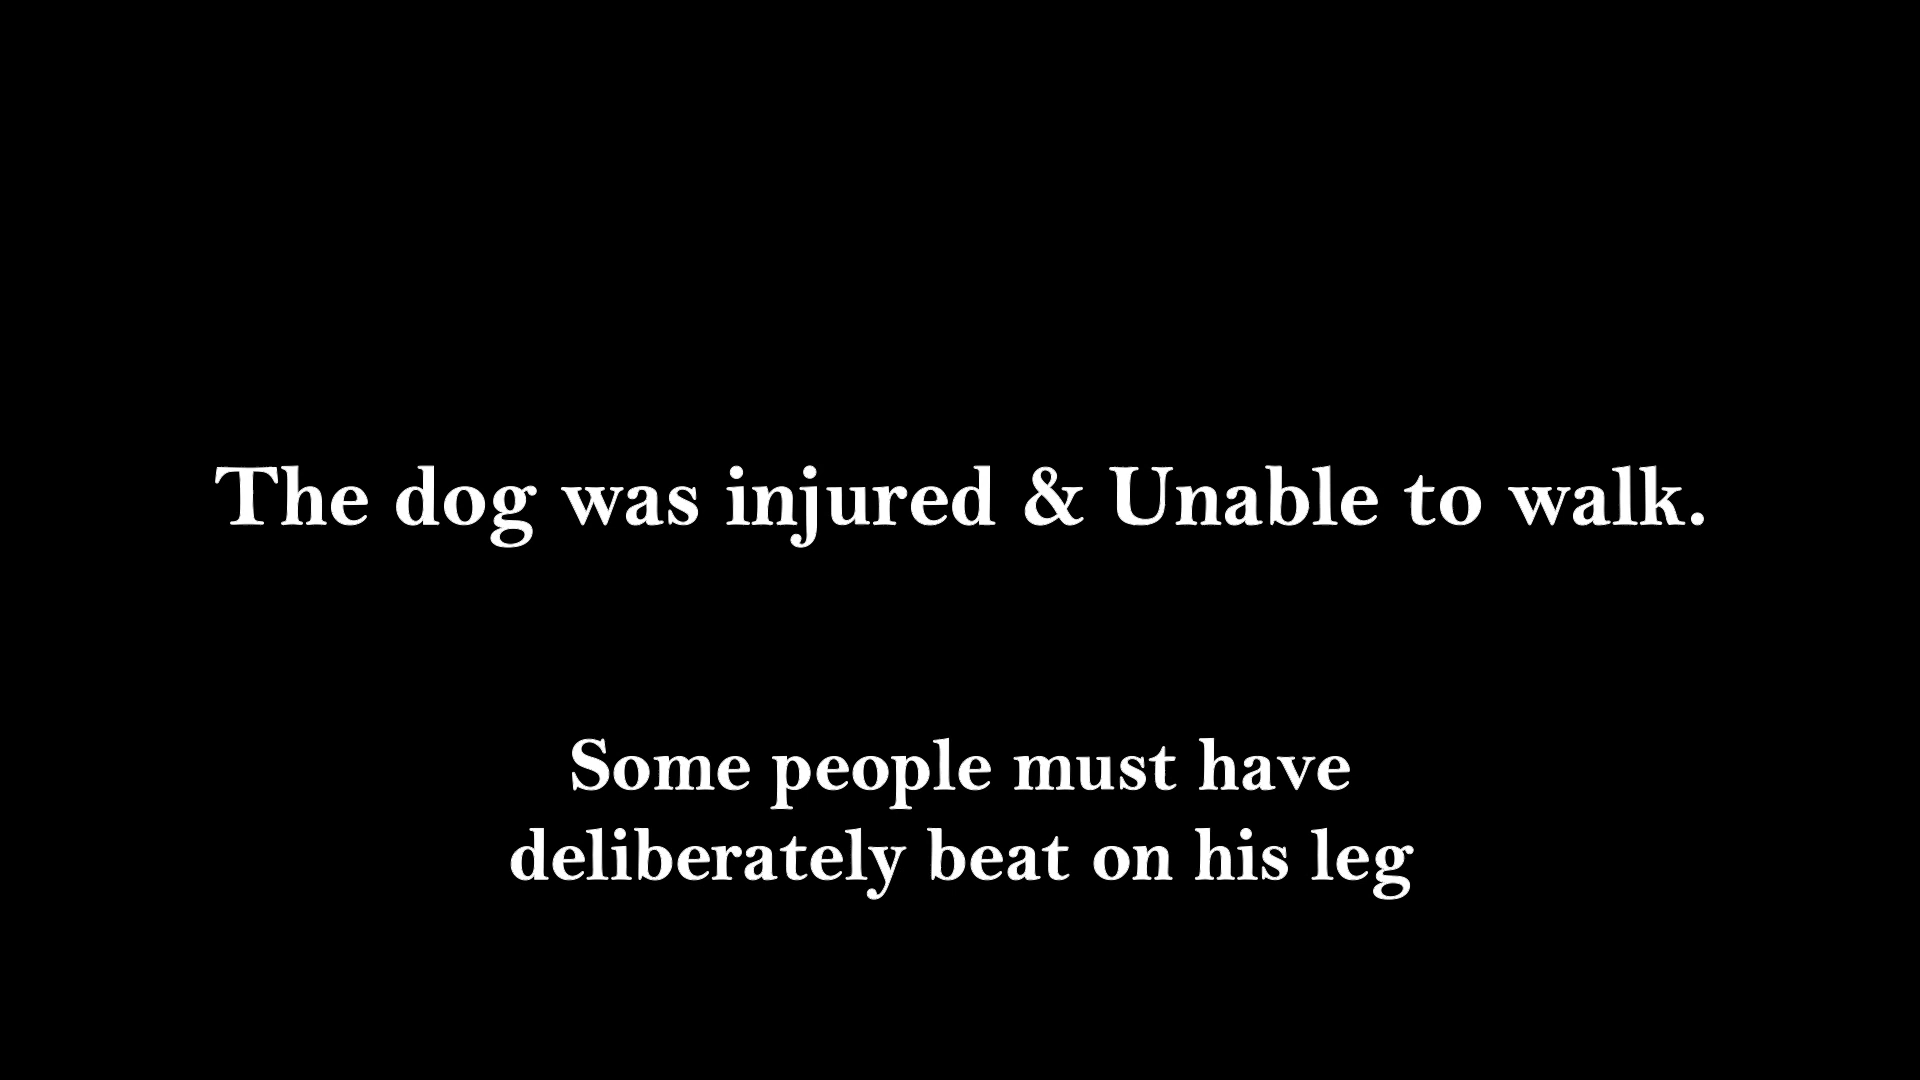 The dog was injured & Unable to walk.
Some people must have
deliberately beat on his leg